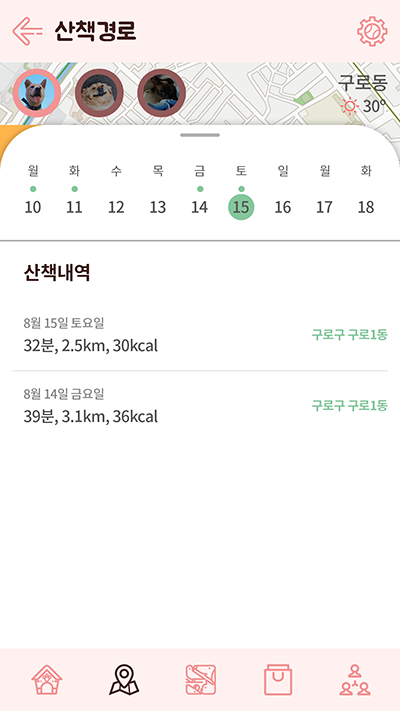 산책경로
구로동
30°
월 화 수 목 금 토 일 월 화
10 11 12 13 14 15 16 17 18
산책내역
8월 15일 토요일
32분, 2.5km, 30kcal
구로구 구로1동
8월 14일 금요일
39분, 3.1km, 36kcal
구로구 구로1동